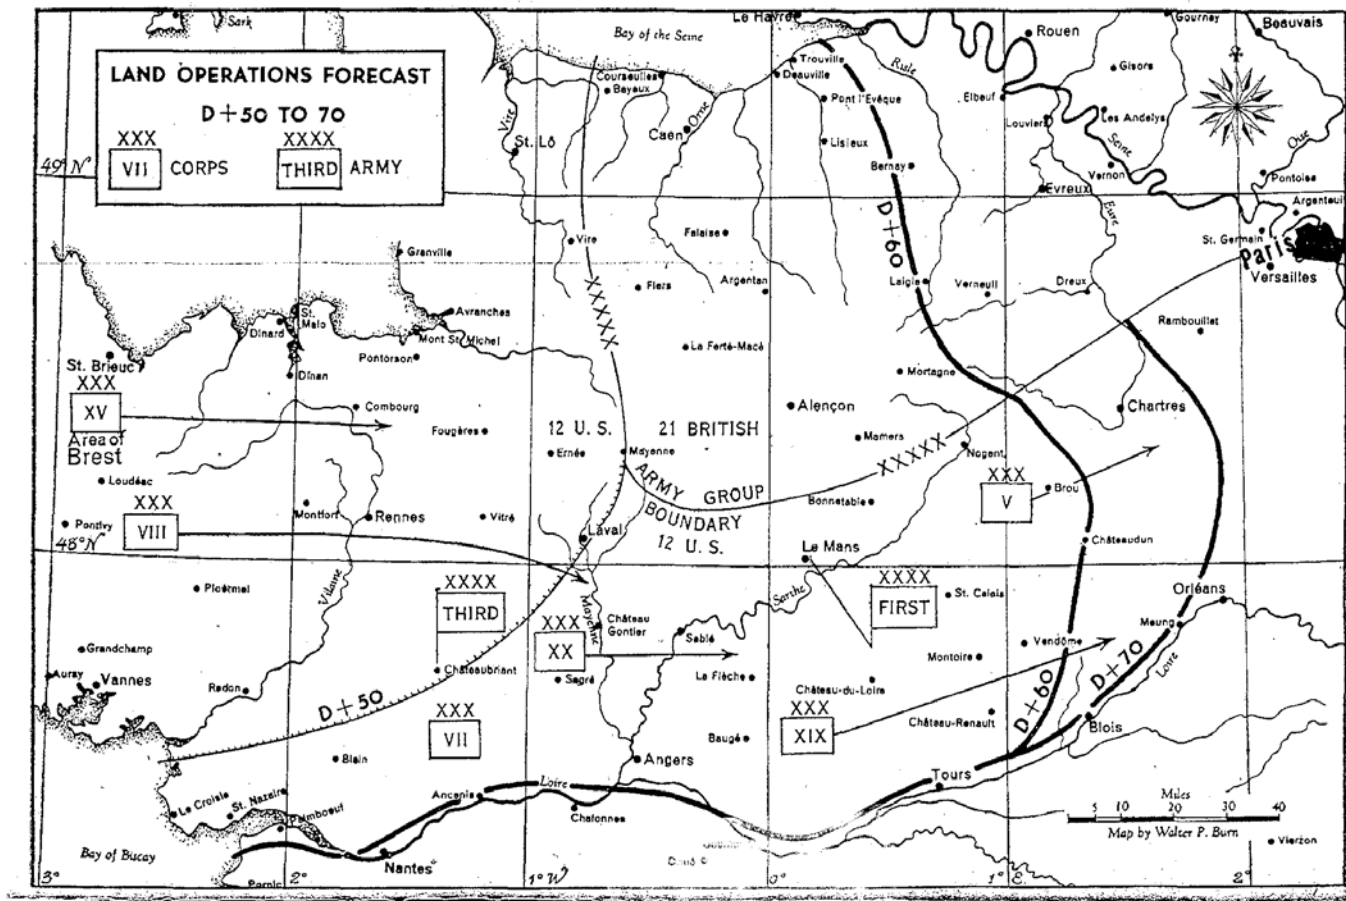 Sark
Le Havre
Bay of the Seine
Rouen
Gournay
Beauvais
LAND OPERATIONS FORECAST
D+50 TO 70
XXX
VII CORPS
XXXX
THIRD ARMY
Trouville
Deauville
Risle
Gisors
Courseulles
Bayeux
Pont l'Evêque
Elbeuf
Les Andelys
Louviers
Vire
Orne
Caen
St. Lô
Lisieux
Seine
Oise
49° N
Bernay
Vernon
Pontoise
Evreux
Eure
Argenteuil
D+60
Vire
Falaise
St. Germain
Paris
Versailles
Granville
Flers
Argentan
Laigle
Verneuil
Dreux
XXXXX
St. Malo
Avranches
Dinard
Mont St. Michel
Rambouillet
St. Brieuc
Pontorson
La Ferté-Macé
Dinan
Mortagne
XXX
XV
Area of
Brest
Combourg
Alençon
Chartres
Fougères
12 U. S.
21 BRITISH
Mamers
Ernée
Mayenne
XXXXX
Nogent
Loudéac
ARMY GROUP
BOUNDARY
12 U. S.
XXX
V
Brou
Bonnetable
XXX
VIII
Montfort
Rennes
Vitré
Pontivy
48° N
Laval
Châteaudun
Le Mans
Ploërmel
Vilaine
XXXX
THIRD
Mayenne
Sarthe
XXXX
FIRST
St. Calais
Orléans
Château
Gontier
XXX
XX
Sablé
Meung
Vendôme
Grandchamp
Châteaubriant
Montoire
D+70
Loire
Auray
Vannes
Redon
Segré
La Flèche
Château-du-Loire
D+50
XXX
VII
XXX
XIX
Château-Renault
D+60
Blois
Blain
Angers
Baugé
Tours
Le Croisic
St. Nazaire
Paimboeuf
Ancenis
Loire
Chalonnes
Miles
5 10 20 30 40
Map by Walter P. Burn
Vierzon
Bay of Biscay
Nantes
Pornic
3° 2° 1° W 0° 1° E 2°